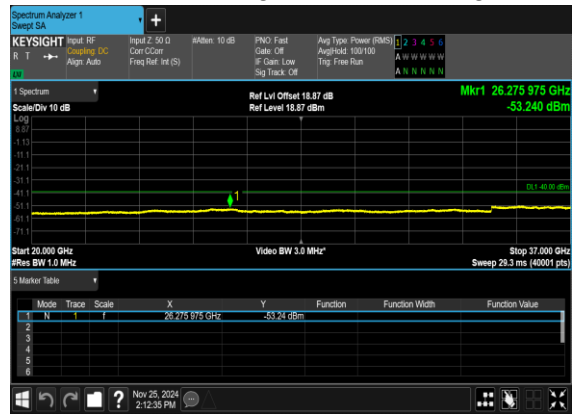 Spectrum Analyzer 1
Swept SA
+
KEYSIGHT Input: RF Input Z: 50 Ω #Atten: 10 dB PNO: Fast Avg Type: Power (RMS) 1 2 3 4 5 6
R T Coupling: DC Corr CCorr Gate: Off Avg|Hold: 100/100 A W W W W W
Align: Auto Freq Ref: Int (S) IF Gain: Low Trig: Free Run
Sig Track: Off A N N N N N
1 Spectrum Ref Lvl Offset 18.87 dB Mkr1 26.275 975 GHz
Scale/Div 10 dB Ref Level 18.87 dBm -53.240 dBm
Log
8.87
-1.13
-11.1
-21.1
-31.1
DL1 -40.00 dBm
-41.1
1
-51.1
-61.1
-71.1
Start 20.000 GHz Video BW 3.0 MHz* Stop 37.000 GHz
#Res BW 1.0 MHz Sweep 29.3 ms (40001 pts)
5 Marker Table
Mode Trace Scale X Y Function Function Width Function Value
1 N 1 f 26.275 975 GHz -53.24 dBm
2
3
4
5
6
? Nov 25, 2024
2:12:35 PM